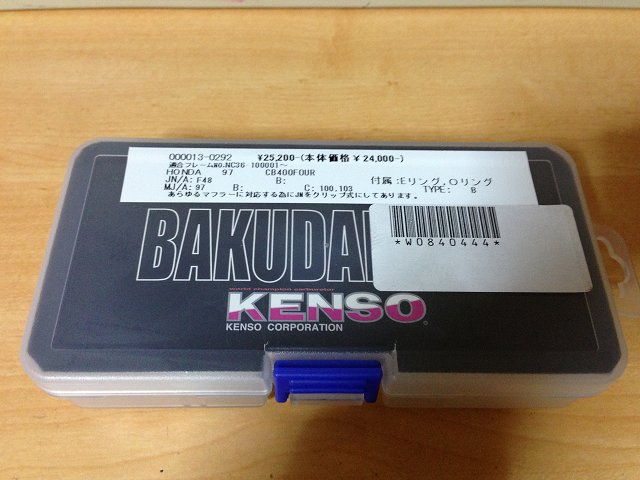 000013-0292 ¥25,200-(本体価格¥24,000-)
適合フレームNo.NC36-100001~
HONDA 97 CB400FOUR
JN/A: F48 B: 付属:Eリング,Oリング
MJ/A: 97 B: C: 100,103 TYPE: B
あらゆるマフラーに対応する為にJNをクリップ式にしてあります。
*W0840444*
BAKUDA
world champion carburetor
KENSO
KENSO CORPORATION